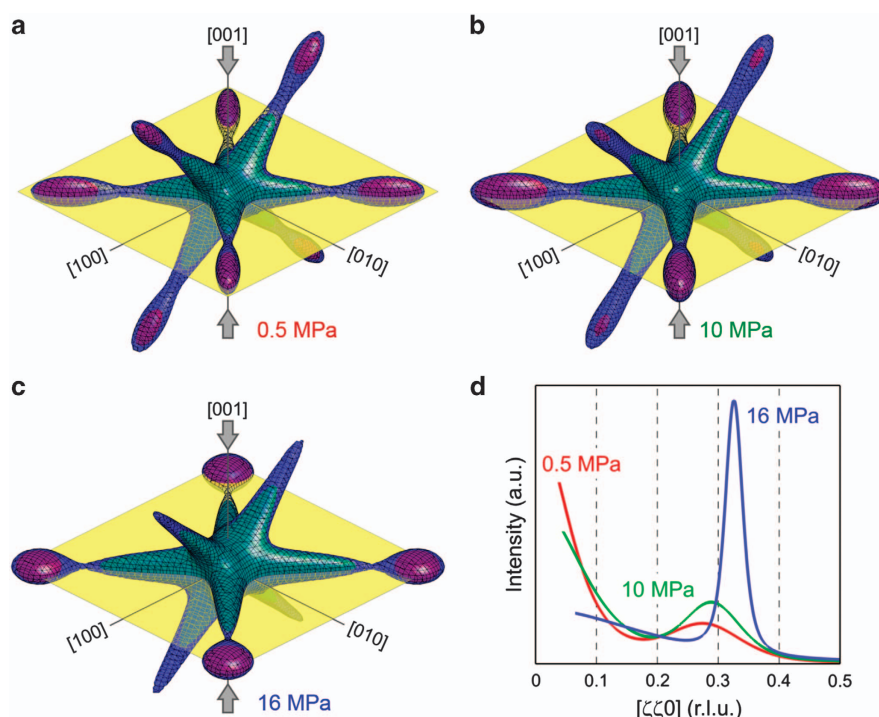 a
[001]
[100]
[010]
0.5 MPa
b
[001]
[100]
[010]
10 MPa
c
[001]
[100]
[010]
16 MPa
d
16 MPa
0.5 MPa
10 MPa
Intensity (a.u.)
0 0.1 0.2 0.3 0.4 0.5
[ζζ0] (r.l.u.)